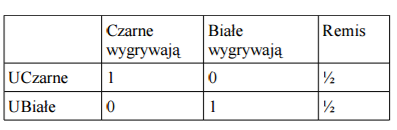 Czarne wygrywają Białe wygrywają Remis
UCzarne 1 0 ½
UBiałe 0 1 ½